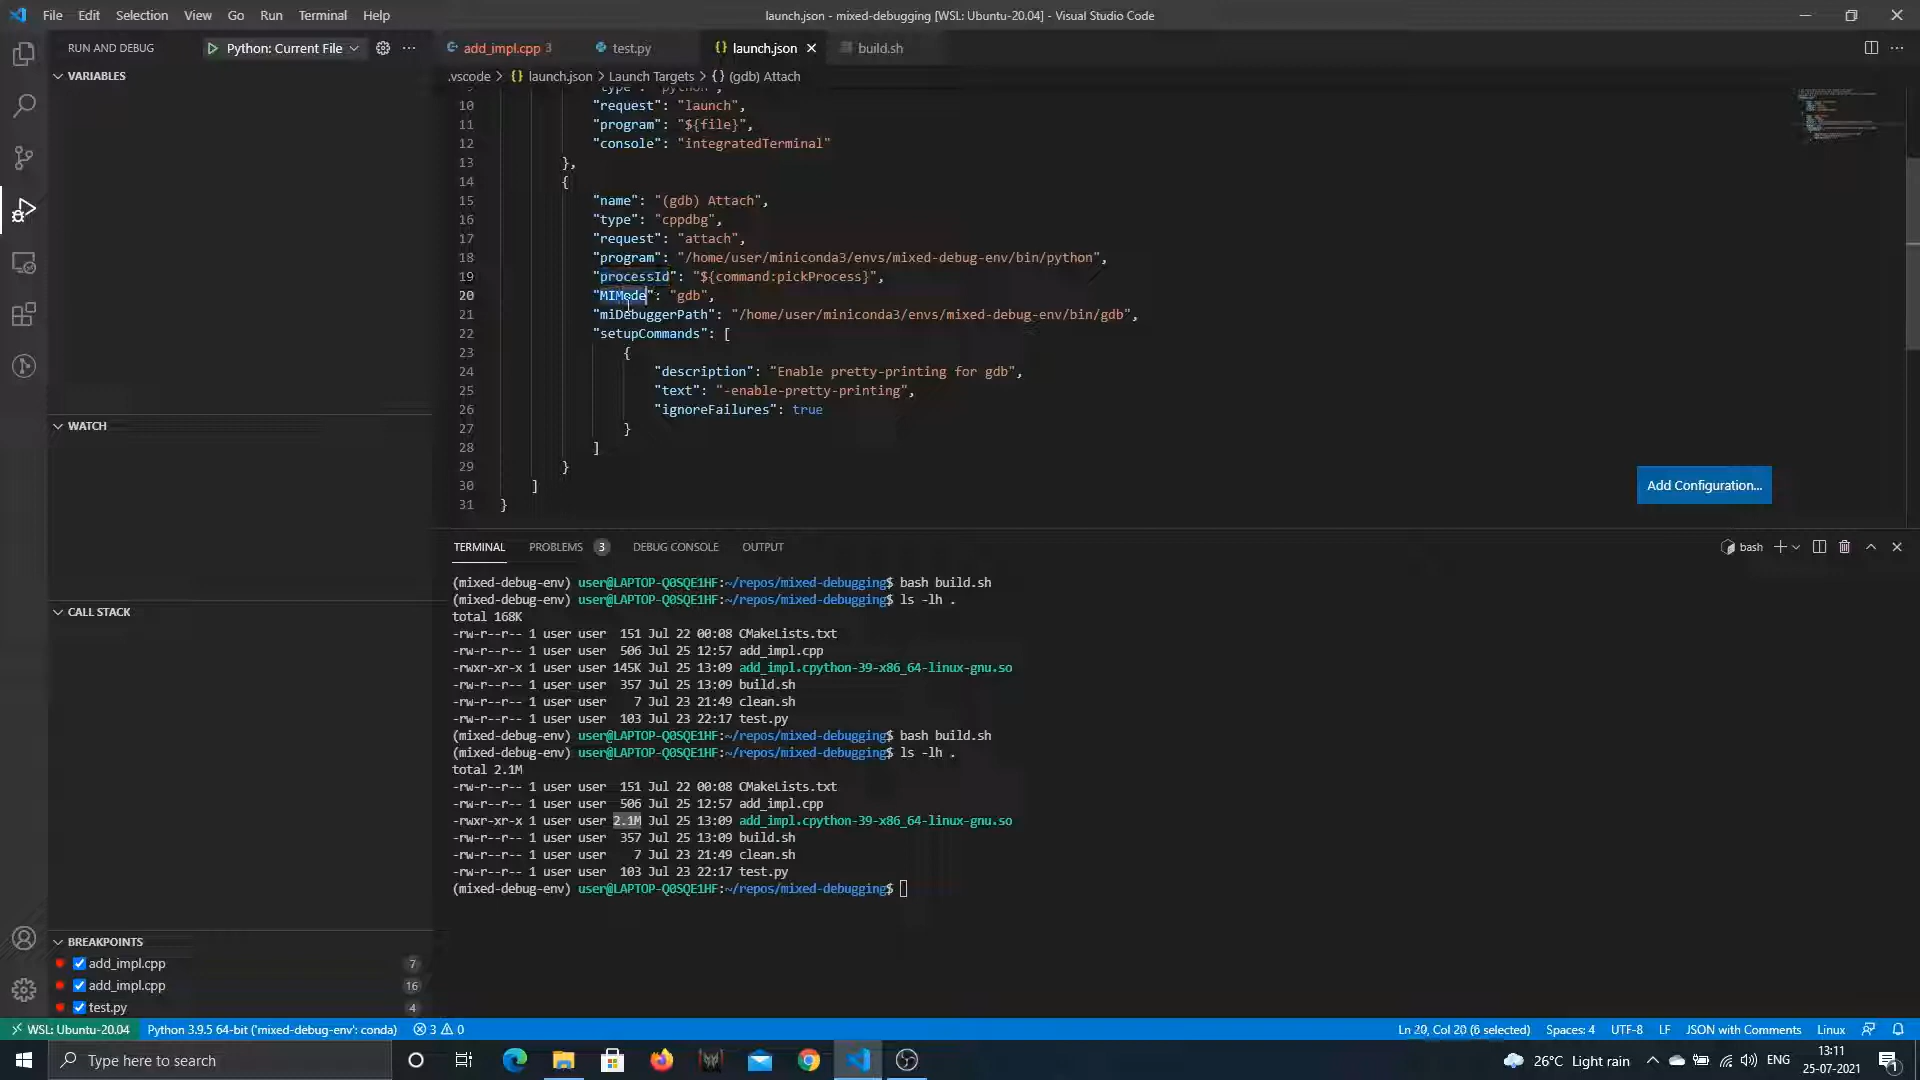 File Edit Selection View Go Run Terminal Help
launch.json - mixed-debugging [WSL: Ubuntu-20.04] - Visual Studio Code
RUN AND DEBUG
Python: Current File
add_impl.cpp 3
test.py
launch.json
build.sh
VARIABLES
.vscode > launch.json > Launch Targets > {} (gdb) Attach
9 "type": "python",
10 "request": "launch",
11 "program": "${file}",
12 "console": "integratedTerminal"
13 },
14 {
15 "name": "(gdb) Attach",
16 "type": "cppdbg",
17 "request": "attach",
18 "program": "/home/user/miniconda3/envs/mixed-debug-env/bin/python",
19 "processId": "${command:pickProcess}",
20 "MIMode": "gdb",
21 "miDebuggerPath": "/home/user/miniconda3/envs/mixed-debug-env/bin/gdb",
22 "setupCommands": [
23 {
24 "description": "Enable pretty-printing for gdb",
25 "text": "-enable-pretty-printing",
26 "ignoreFailures": true
27 }
28 ]
29 }
30 ]
31 }
Add Configuration...
WATCH
CALL STACK
TERMINAL PROBLEMS 3 DEBUG CONSOLE OUTPUT
bash
(mixed-debug-env) user@LAPTOP-Q0SQE1HF:~/repos/mixed-debugging$ bash build.sh
(mixed-debug-env) user@LAPTOP-Q0SQE1HF:~/repos/mixed-debugging$ ls -lh .
total 168K
-rw-r--r-- 1 user user 151 Jul 22 00:08 CMakeLists.txt
-rw-r--r-- 1 user user 506 Jul 25 12:57 add_impl.cpp
-rwxr-xr-x 1 user user 145K Jul 25 13:09 add_impl.cpython-39-x86_64-linux-gnu.so
-rw-r--r-- 1 user user 357 Jul 25 13:09 build.sh
-rw-r--r-- 1 user user 7 Jul 23 21:49 clean.sh
-rw-r--r-- 1 user user 103 Jul 23 22:17 test.py
(mixed-debug-env) user@LAPTOP-Q0SQE1HF:~/repos/mixed-debugging$ bash build.sh
(mixed-debug-env) user@LAPTOP-Q0SQE1HF:~/repos/mixed-debugging$ ls -lh .
total 2.1M
-rw-r--r-- 1 user user 151 Jul 22 00:08 CMakeLists.txt
-rw-r--r-- 1 user user 506 Jul 25 12:57 add_impl.cpp
-rwxr-xr-x 1 user user 2.1M Jul 25 13:09 add_impl.cpython-39-x86_64-linux-gnu.so
-rw-r--r-- 1 user user 357 Jul 25 13:09 build.sh
-rw-r--r-- 1 user user 7 Jul 23 21:49 clean.sh
-rw-r--r-- 1 user user 103 Jul 23 22:17 test.py
(mixed-debug-env) user@LAPTOP-Q0SQE1HF:~/repos/mixed-debugging$
BREAKPOINTS
add_impl.cpp 7
add_impl.cpp 16
test.py 4
WSL: Ubuntu-20.04 Python 3.9.5 64-bit ('mixed-debug-env': conda) 3 0
Ln 20, Col 20 (6 selected) Spaces: 4 UTF-8 LF JSON with Comments Linux
Type here to search
26°C Light rain
ENG
13:11
25-07-2021
1